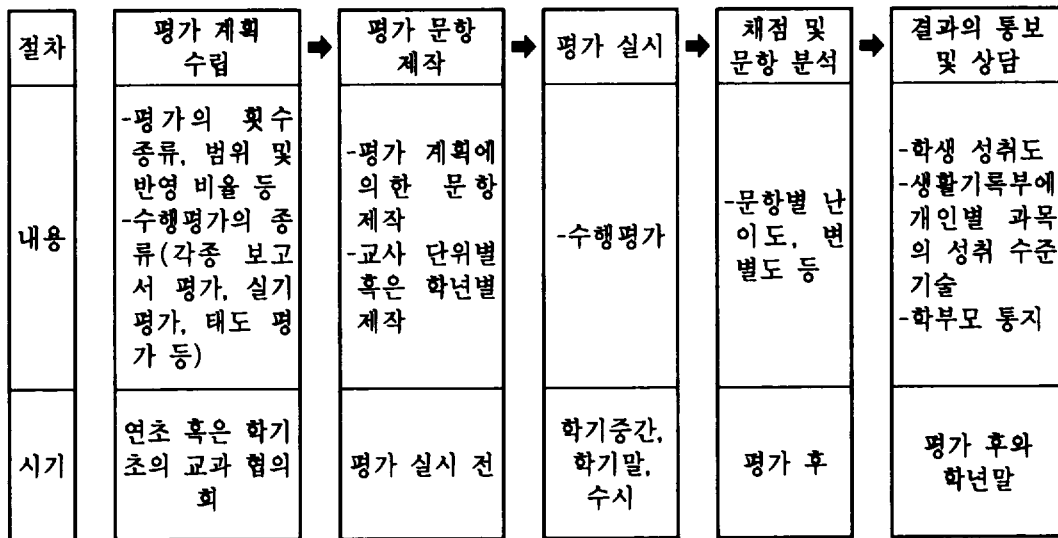 절차
평가 계획
수립
평가 문항
제작
평가 실시
채점 및
문항 분석
결과의 통보
및 상담
내용
-평가의 횟수
종류, 범위 및
반영 비율 등
-수행평가의 종
류(각종 보고
서 평가, 실기
평가, 태도 평
가 등)
-평가 계획에
의한 문항
제작
-교사 단위별
혹은 학년별
제작
-수행평가
-문항별 난
이도, 변
별도 등
-학생 성취도
-생활기록부에
개인별 과목
의 성취 수준
기술
-학부모 통지
시기
연초 혹은 학기
초의 교과 협의
회
평가 실시 전
학기중간,
학기말,
수시
평가 후
평가 후와
학년말